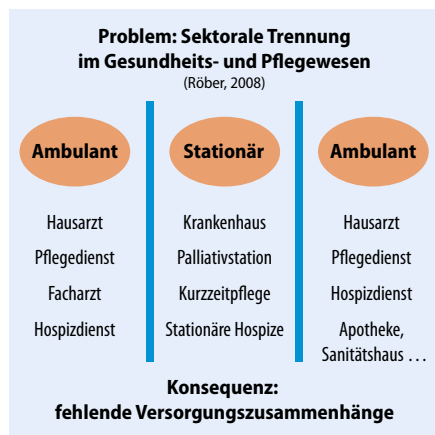 Problem: Sektorale Trennung
im Gesundheits- und Pflegewesen
(Röber, 2008)
Ambulant
Hausarzt
Pflegedienst
Facharzt
Hospizdienst
Stationär
Krankenhaus
Palliativstation
Kurzzeitpflege
Stationäre Hospize
Ambulant
Hausarzt
Pflegedienst
Hospizdienst
Apotheke,
Sanitätshaus …
Konsequenz:
fehlende Versorgungszusammenhänge